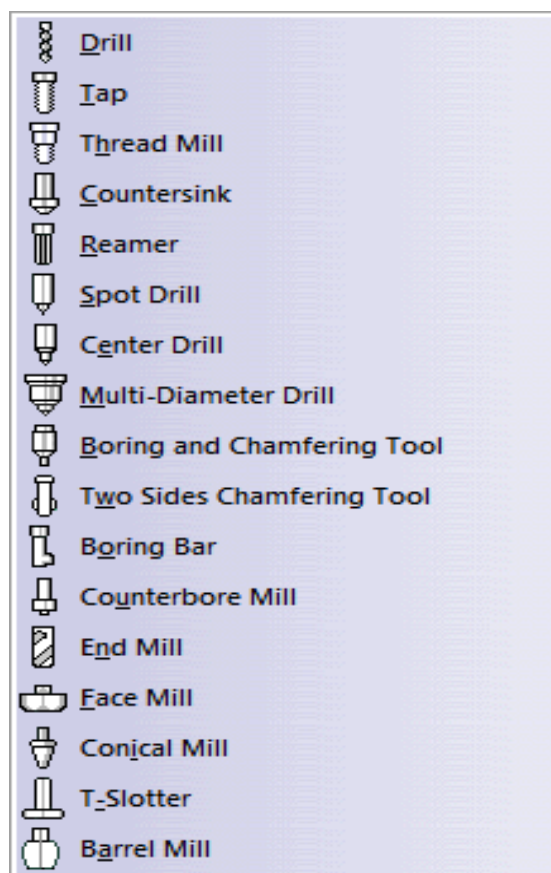 Drill
Tap
Thread Mill
Countersink
Reamer
Spot Drill
Center Drill
Multi-Diameter Drill
Boring and Chamfering Tool
Two Sides Chamfering Tool
Boring Bar
Counterbore Mill
End Mill
Face Mill
Conical Mill
T-Slotter
Barrel Mill